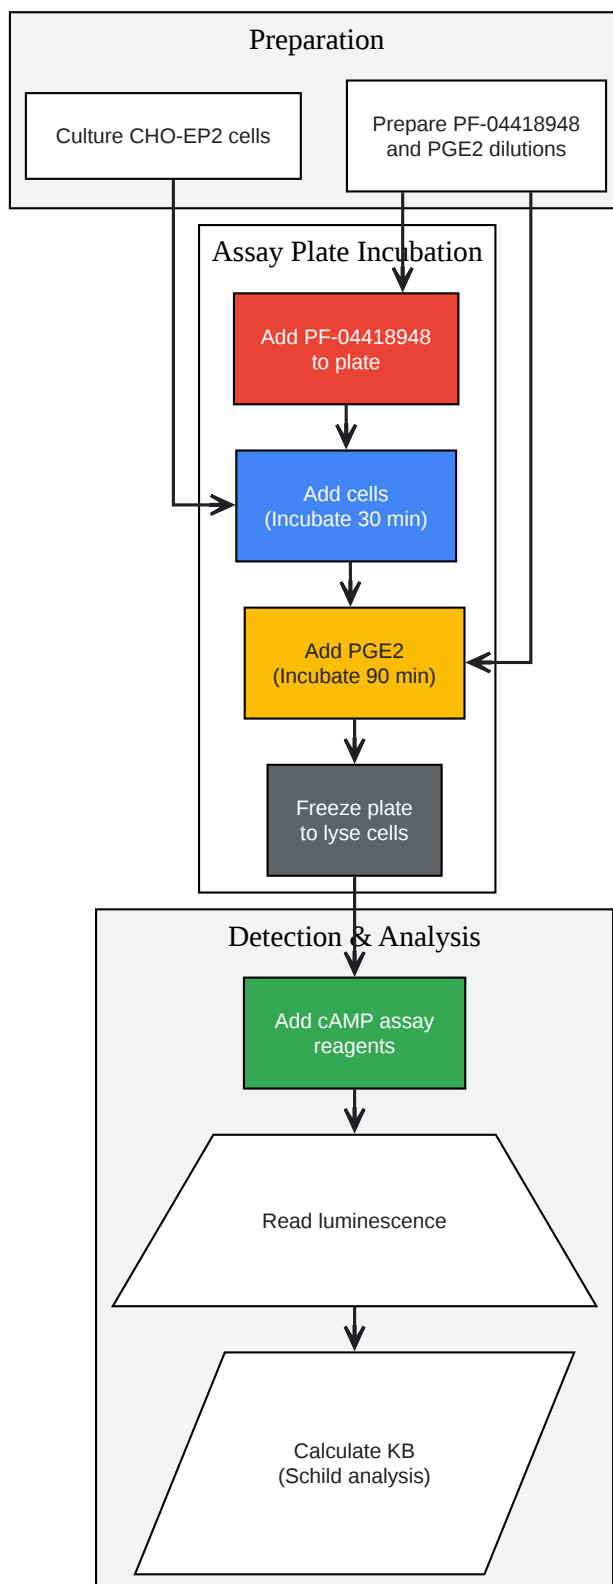 Preparation
Culture CHO-EP2 cells
Prepare PF-04418948
and PGE2 dilutions
Assay Plate Incubation
Add PF-04418948
to plate
Add cells
(Incubate 30 min)
Add PGE2
(Incubate 90 min)
Freeze plate
to lyse cells
Detection & Analysis
Add cAMP assay
reagents
Read luminescence
Calculate KB
(Schild analysis)